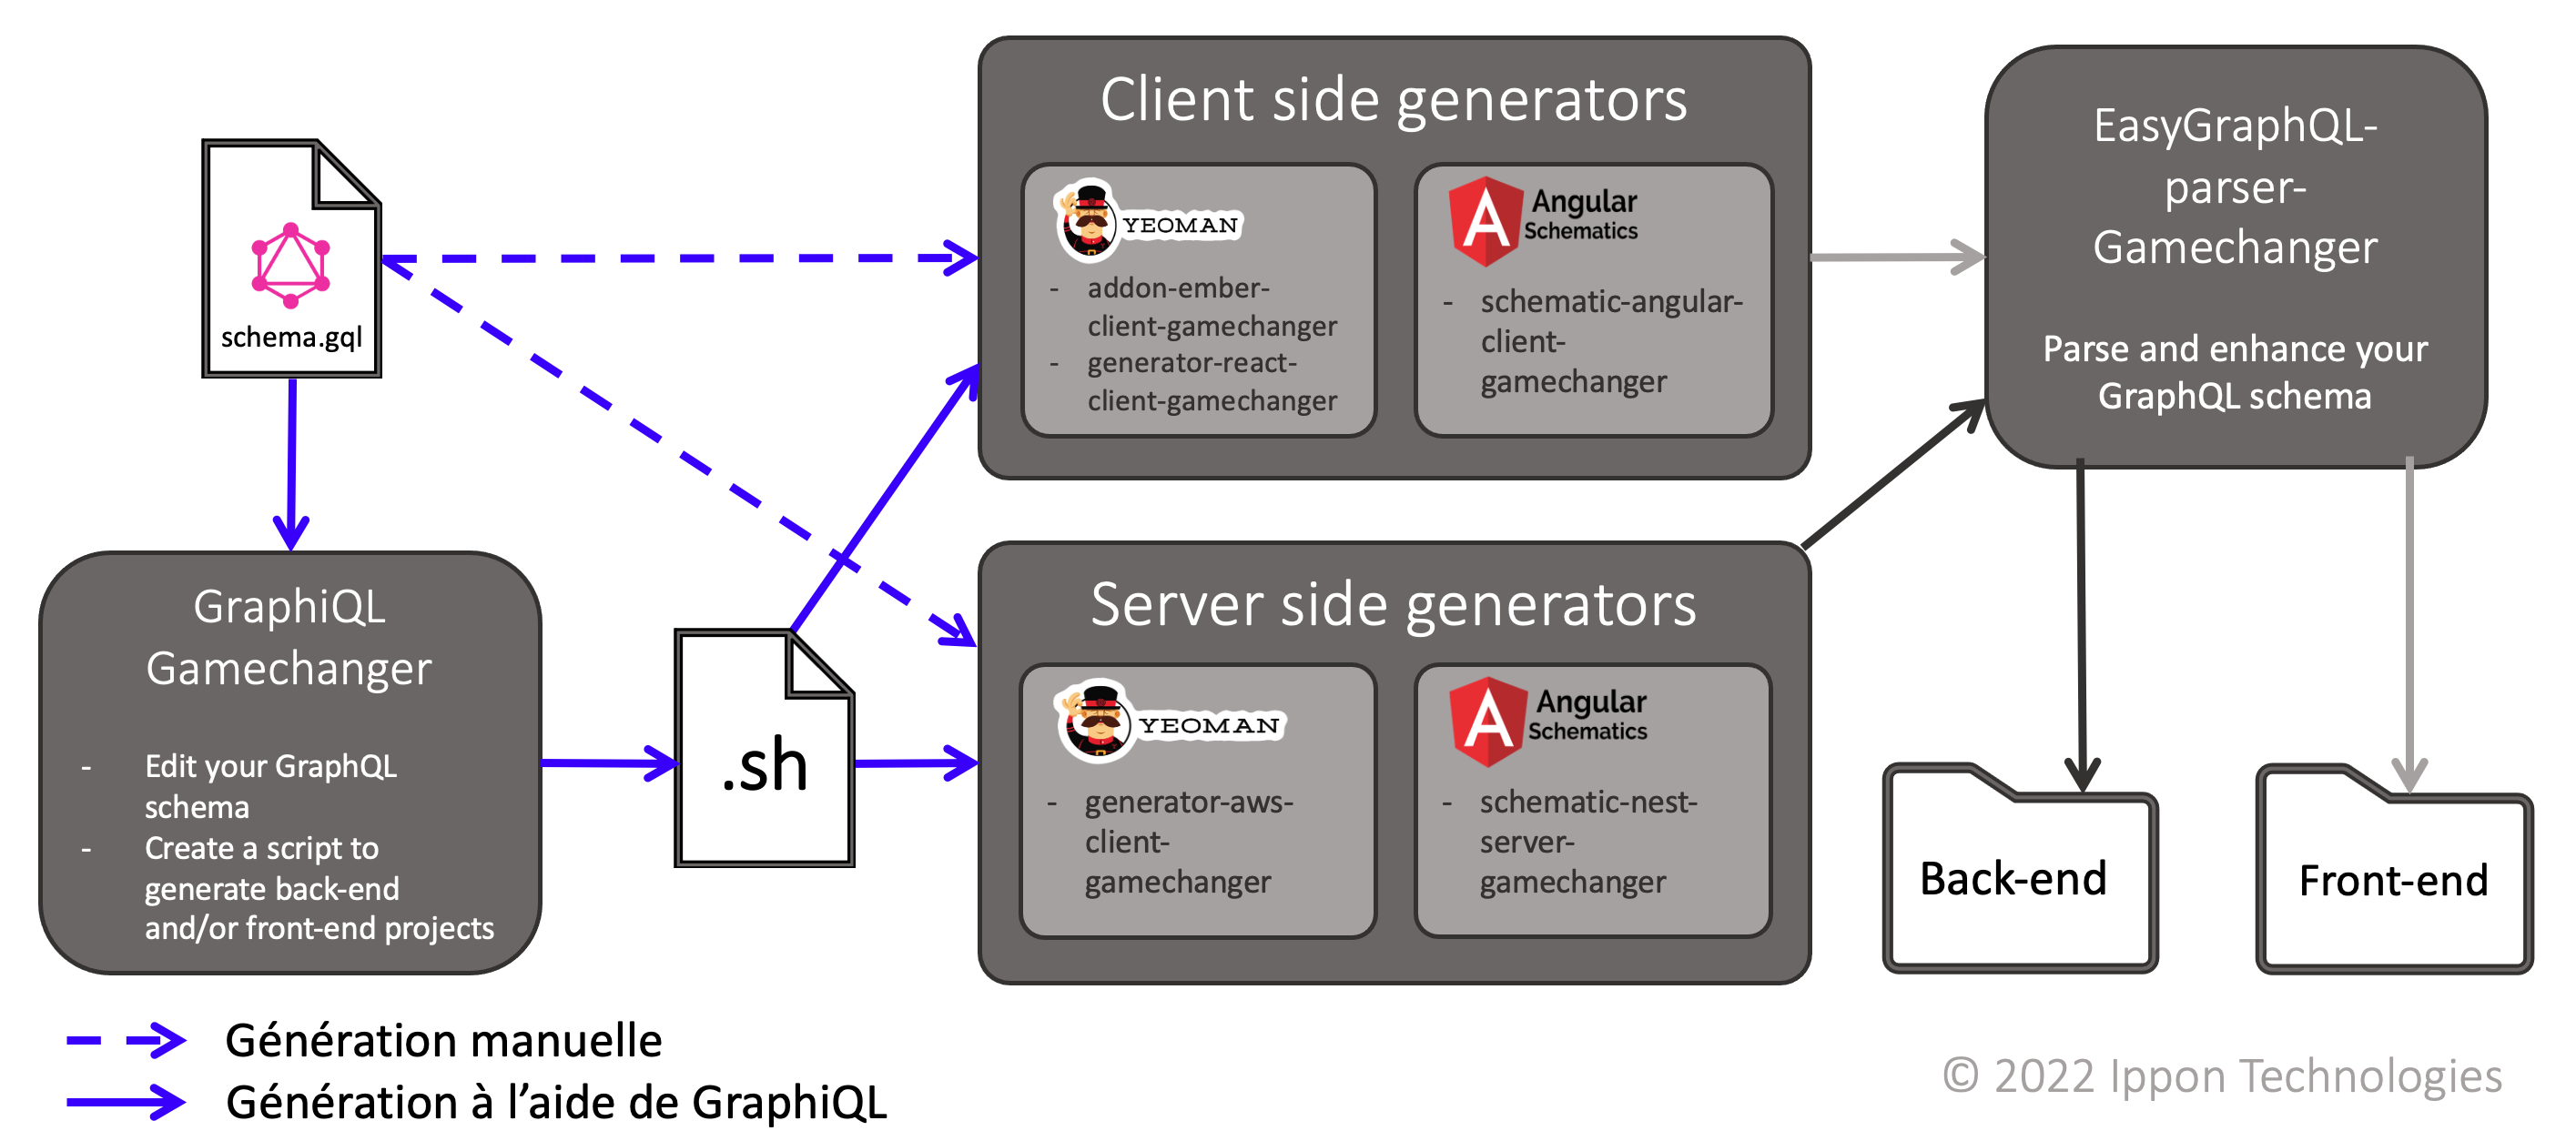 schema.gql
GraphiQL
Gamechanger
- Edit your GraphQL
schema
- Create a script to
generate back-end
and/or front-end projects
.sh
Client side generators
YEOMAN
- addon-ember-
client-gamechanger
- generator-react-
client-gamechanger
Angular
Schematics
- schematic-angular-
client-
gamechanger
Server side generators
YEOMAN
- generator-aws-
client-
gamechanger
Angular
Schematics
- schematic-nest-
server-
gamechanger
EasyGraphQL-
parser-
Gamechanger
Parse and enhance your
GraphQL schema
Back-end
Front-end
Génération manuelle
Génération à l’aide de GraphiQL
© 2022 Ippon Technologies